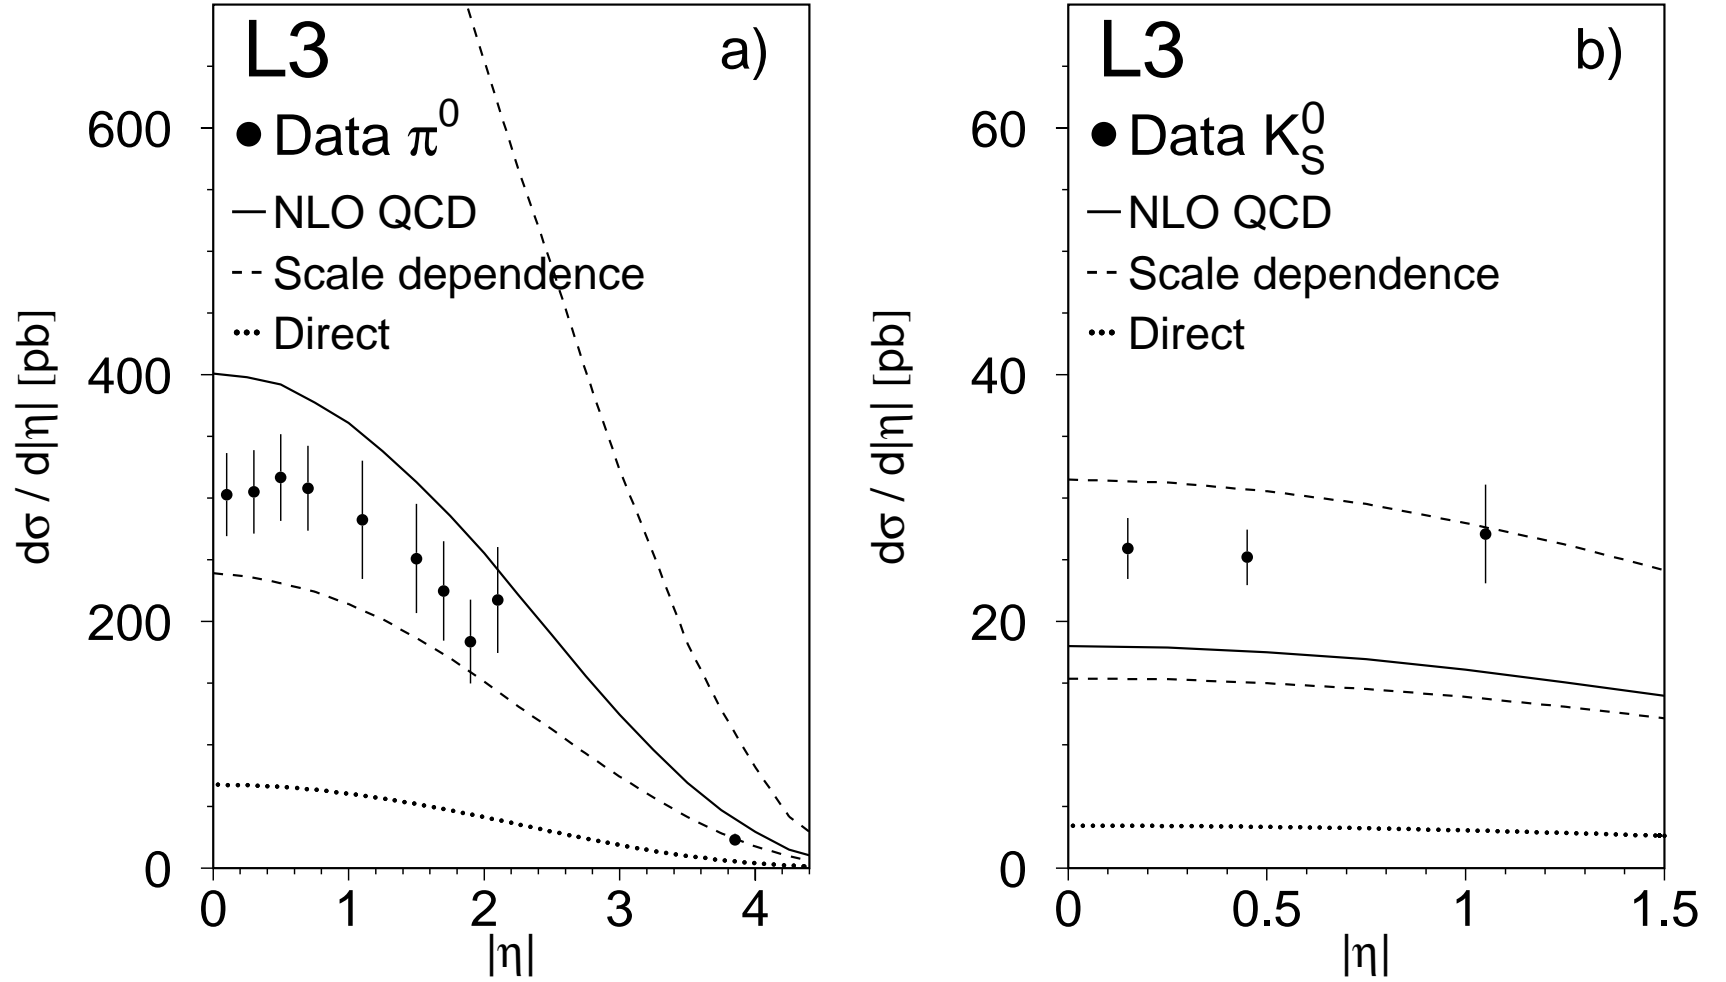 L3
a)
Data π⁰
NLO QCD
Scale dependence
Direct
600
400
200
0
dσ / d|η| [pb]
0 1 2 3 4
|η|
L3
b)
Data K⁰_S
NLO QCD
Scale dependence
Direct
60
40
20
0
dσ / d|η| [pb]
0 0.5 1 1.5
|η|